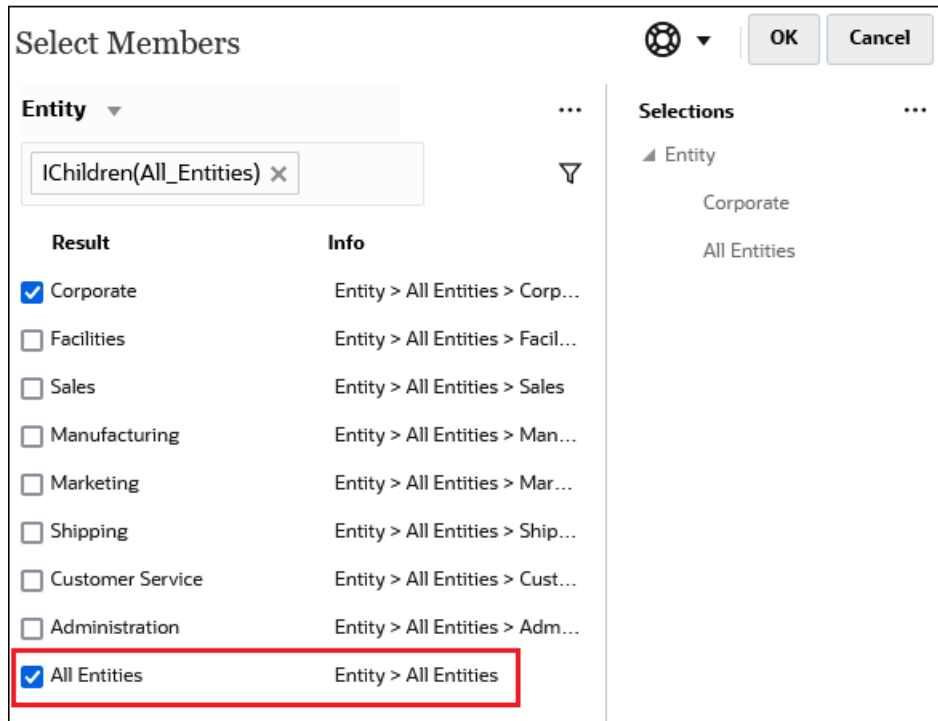 Select Members
OK
Cancel
Entity
...
Selections
...
IChildren(All_Entities) ×
Entity
Corporate
All Entities
Result Info
Corporate Entity > All Entities > Corp...
Facilities Entity > All Entities > Facil...
Sales Entity > All Entities > Sales
Manufacturing Entity > All Entities > Man...
Marketing Entity > All Entities > Mar...
Shipping Entity > All Entities > Ship...
Customer Service Entity > All Entities > Cust...
Administration Entity > All Entities > Adm...
All Entities Entity > All Entities